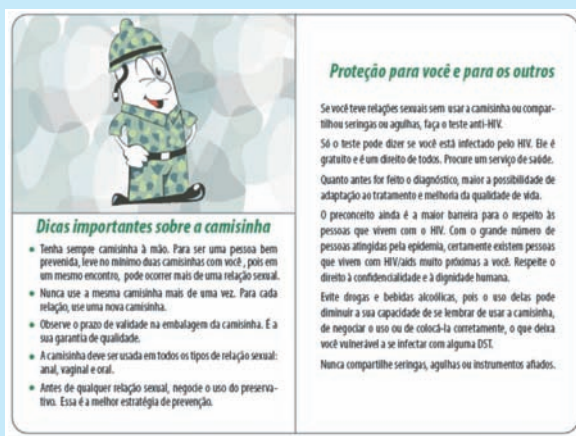 Dicas importantes sobre a camisinha
• Tenha sempre camisinha à mão. Para ser uma pessoa bem
prevenida, leve no mínimo duas camisinhas com você, pois em
um mesmo encontro, pode ocorrer mais de uma relação sexual.
• Nunca use a mesma camisinha mais de uma vez. Para cada
relação, use uma nova camisinha.
• Observe o prazo de validade na embalagem da camisinha. É a
sua garantia de qualidade.
• A camisinha deve ser usada em todos os tipos de relação sexual:
anal, vaginal e oral.
• Antes de qualquer relação sexual, negocie o uso do preserva-
tivo. Essa é a melhor estratégia de prevenção.
Proteção para você e para os outros
Se você teve relações sexuais sem usar a camisinha ou compar-
tilhou seringas ou agulhas, faça o teste anti-HIV.
Só o teste pode dizer se você está infectado pelo HIV. Ele é
gratuito e é um direito de todos. Procure um serviço de saúde.
Quanto antes for feito o diagnóstico, maior a possibilidade de
adaptação ao tratamento e melhoria da qualidade de vida.
O preconceito ainda é a maior barreira para o respeito às
pessoas que vivem com o HIV. Com o grande número de
pessoas atingidas pela epidemia, certamente existem pessoas
que vivem com HIV/aids muito próximas a você. Respeite o
direito à confidencialidade e à dignidade humana.
Evite drogas e bebidas alcoólicas, pois o uso delas pode
diminuir a sua capacidade de se lembrar de usar a camisinha,
de negociar o uso ou de colocá-la corretamente, o que deixa
você vulnerável a se infectar com alguma DST.
Nunca compartilhe seringas, agulhas ou instrumentos afiados.